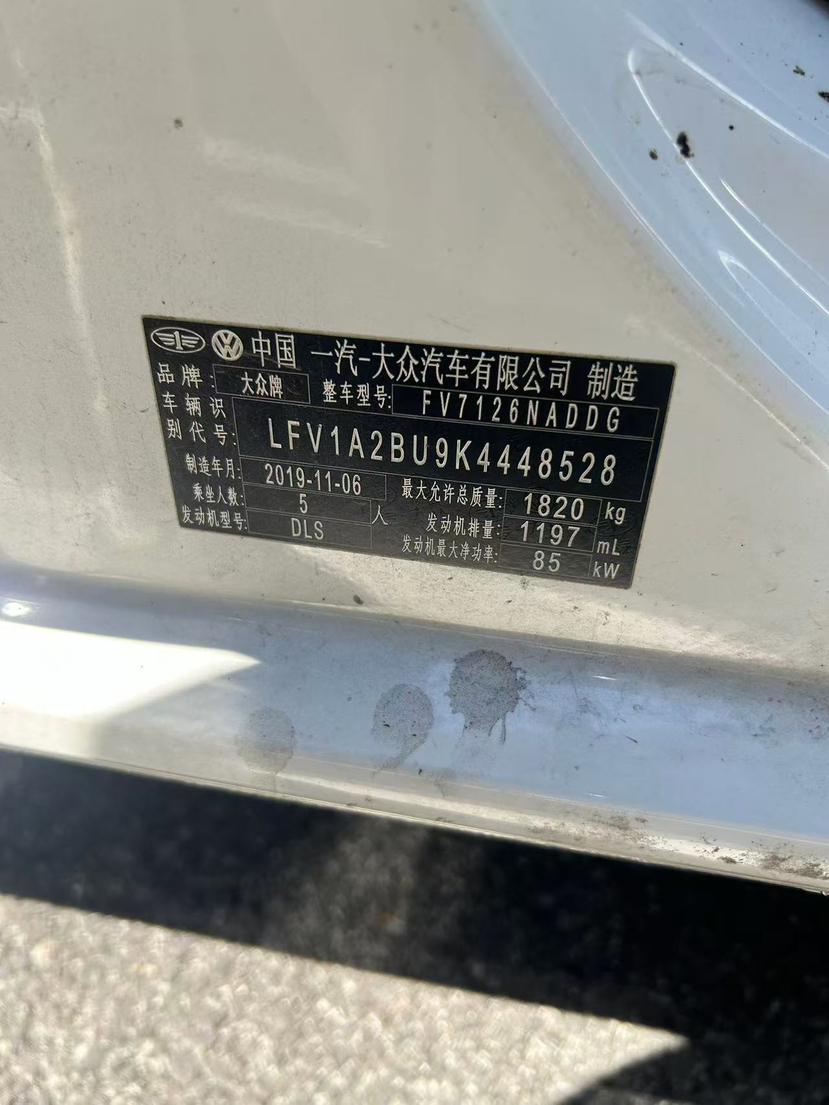 中国 一汽-大众汽车有限公司 制造
品牌: 大众牌 整车型号: FV7126NADDG
车辆识别代号: LFV1A2BU9K4448528
制造年月: 2019-11-06 最大允许总质量: 1820 kg
乘坐人数: 5 人 发动机排量: 1197 mL
发动机型号: DLS 发动机最大净功率: 85 kW